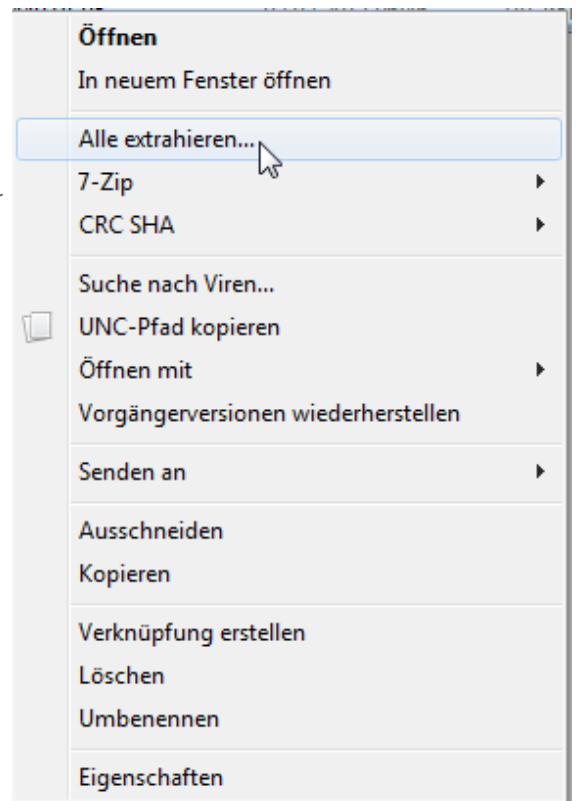 Öffnen
In neuem Fenster öffnen
Alle extrahieren...
7-Zip
CRC SHA
Suche nach Viren...
UNC-Pfad kopieren
Öffnen mit
Vorgängerversionen wiederherstellen
Senden an
Ausschneiden
Kopieren
Verknüpfung erstellen
Löschen
Umbenennen
Eigenschaften